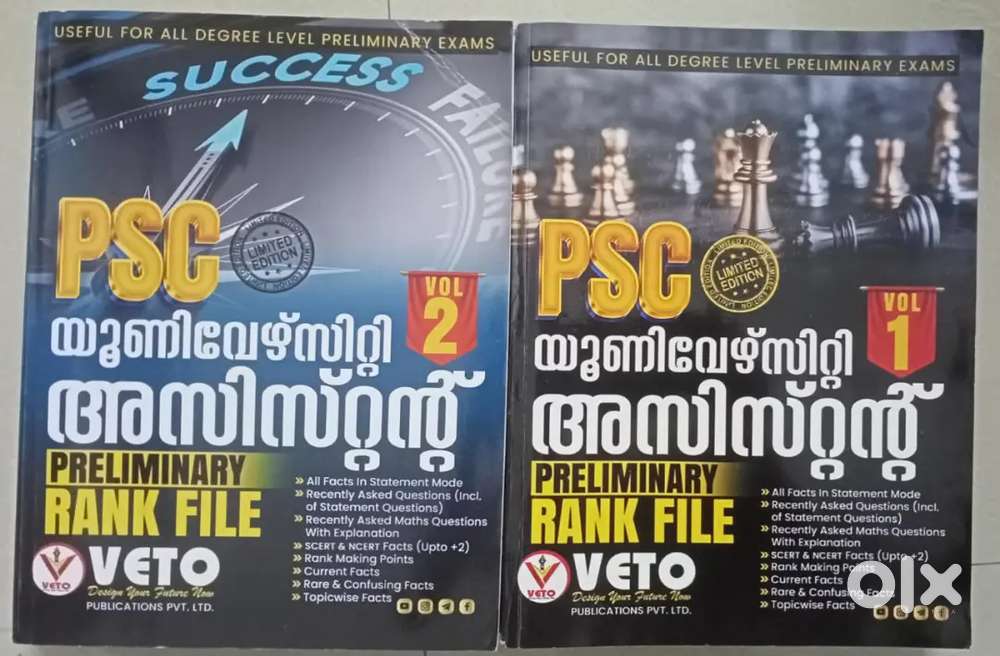 USEFUL FOR ALL DEGREE LEVEL PRELIMINARY EXAMS
SUCCESS
FAILURE
PSC
LIMITED EDITION
VOL
2
യൂണിവേഴ്സിറ്റി
അസിസ്റ്റന്റ്
PRELIMINARY
RANK FILE
» All Facts In Statement Mode
» Recently Asked Questions (Incl.
of Statement Questions)
» Recently Asked Maths Questions
With Explanation
» SCERT & NCERT Facts (Upto +2)
» Rank Making Points
» Current Facts
» Rare & Confusing Facts
» Topicwise Facts
VETO
VETO
Design Your Future Now
PUBLICATIONS PVT. LTD.
USEFUL FOR ALL DEGREE LEVEL PRELIMINARY EXAMS
PSC
LIMITED EDITION
VOL
1
യൂണിവേഴ്സിറ്റി
അസിസ്റ്റന്റ്
PRELIMINARY
RANK FILE
» All Facts In Statement Mode
» Recently Asked Questions (Incl.
of Statement Questions)
» Recently Asked Maths Questions
With Explanation
» SCERT & NCERT Facts (Upto +2)
» Rank Making Points
» Current Facts
» Rare & Confusing Facts
» Topicwise Facts
VETO
VETO
Design Your Future Now
PUBLICATIONS PVT. LTD.
olx